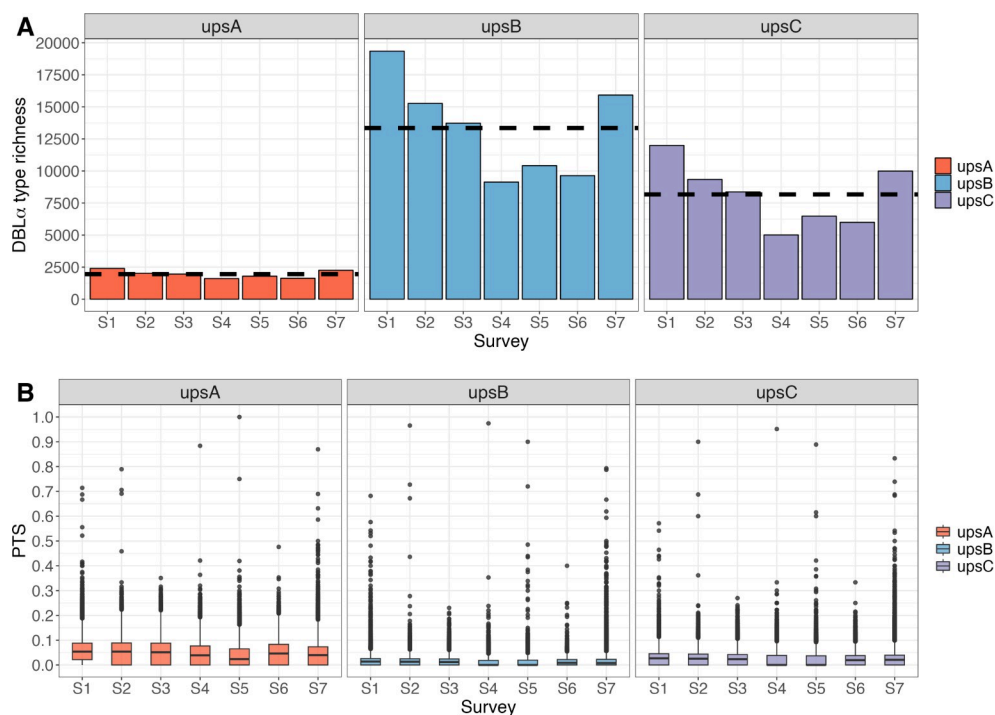 A
upsA upsB upsC
DBLα type richness
20000
17500
15000
12500
10000
7500
5000
2500
0
S1 S2 S3 S4 S5 S6 S7 S1 S2 S3 S4 S5 S6 S7 S1 S2 S3 S4 S5 S6 S7
Survey
upsA
upsB
upsC
B
upsA upsB upsC
PTS
1.0
0.9
0.8
0.7
0.6
0.5
0.4
0.3
0.2
0.1
0.0
S1 S2 S3 S4 S5 S6 S7 S1 S2 S3 S4 S5 S6 S7 S1 S2 S3 S4 S5 S6 S7
Survey
upsA
upsB
upsC